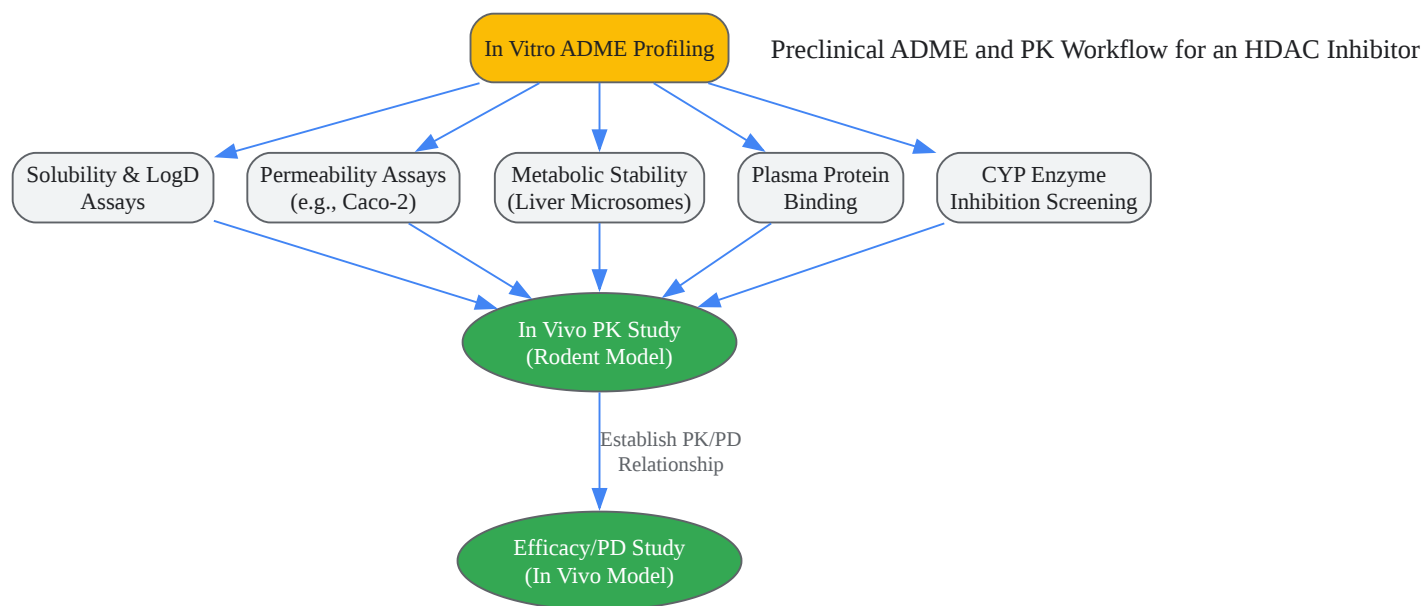 In Vitro ADME Profiling
Preclinical ADME and PK Workflow for an HDAC Inhibitor
Solubility & LogD
Assays
Permeability Assays
(e.g., Caco-2)
Metabolic Stability
(Liver Microsomes)
Plasma Protein
Binding
CYP Enzyme
Inhibition Screening
In Vivo PK Study
(Rodent Model)
Establish PK/PD
Relationship
Efficacy/PD Study
(In Vivo Model)